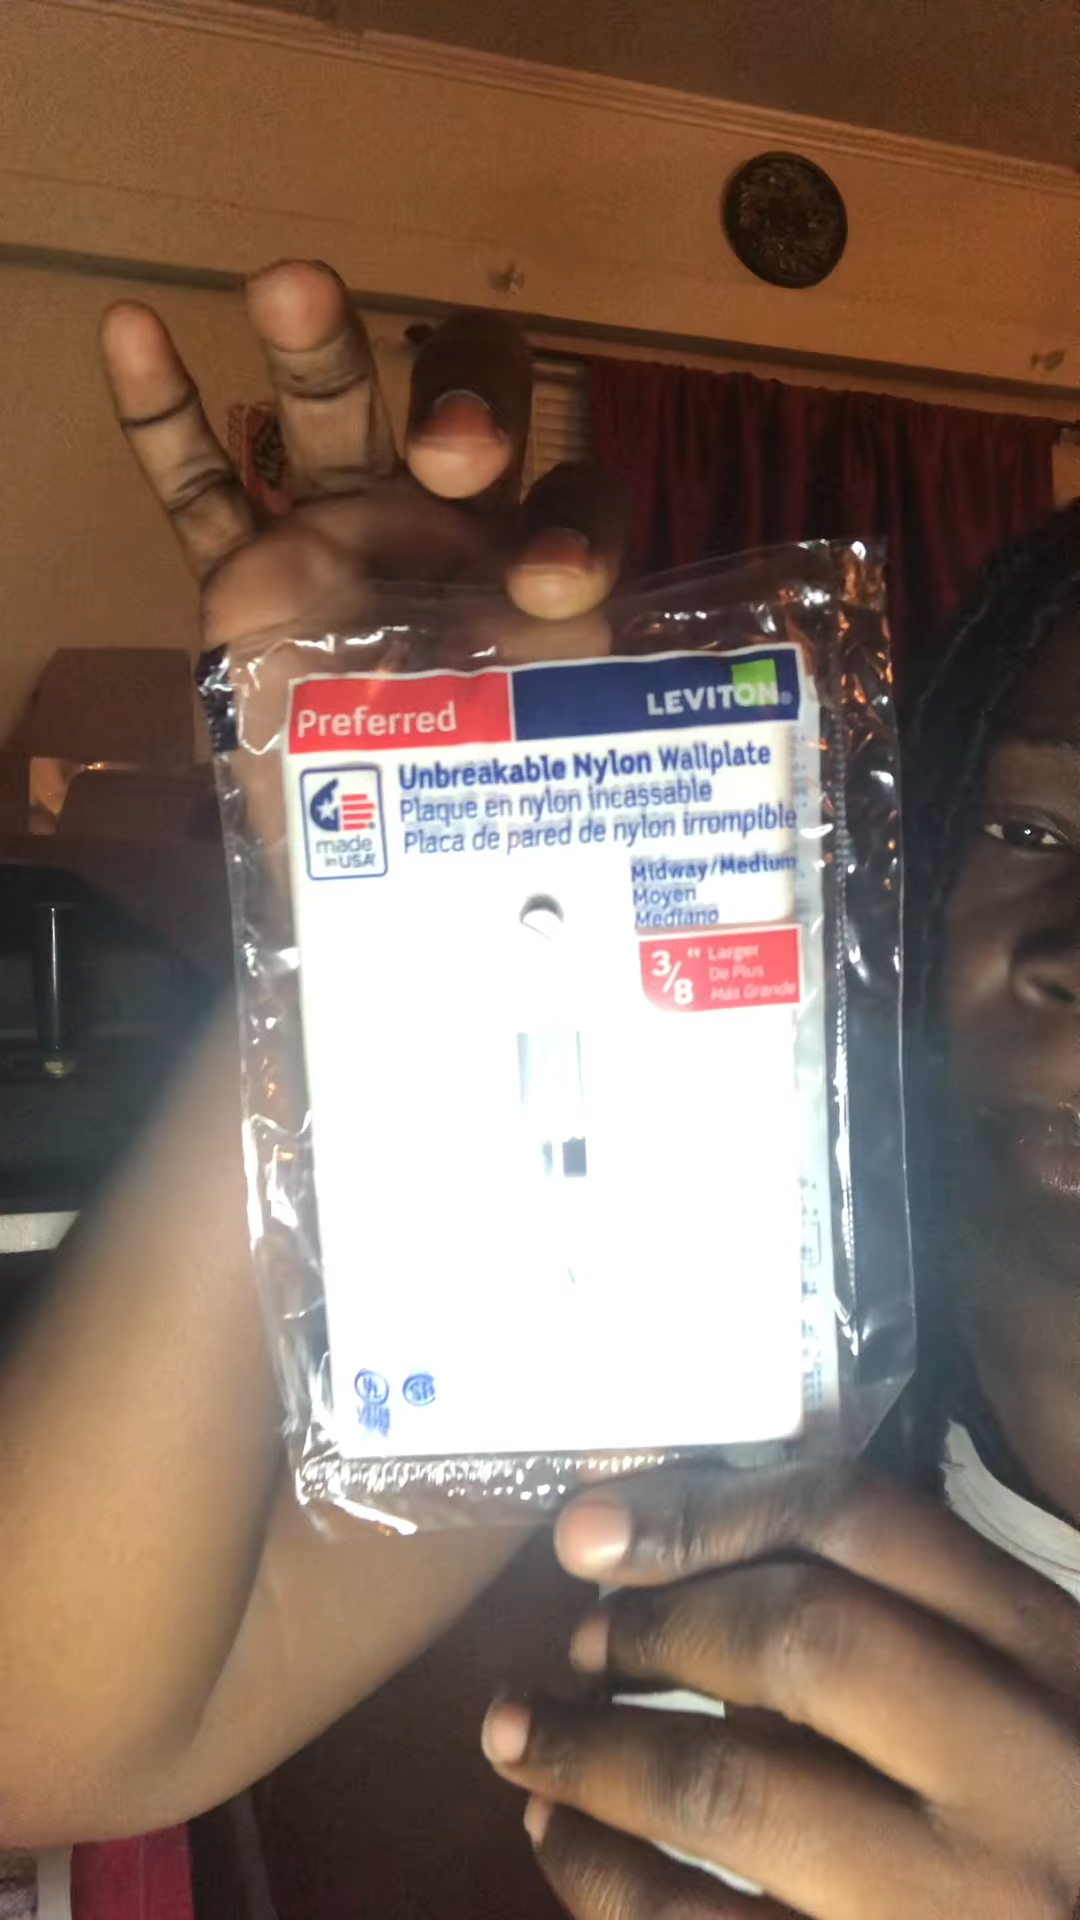 Preferred
LEVITON®
Unbreakable Nylon Wallplate
Plaque en nylon incassable
Placa de pared de nylon irrompible
made
in USA
Midway/Medium
Moyen
Mediano
3/8" Larger
De Plus
Más Grande
UL